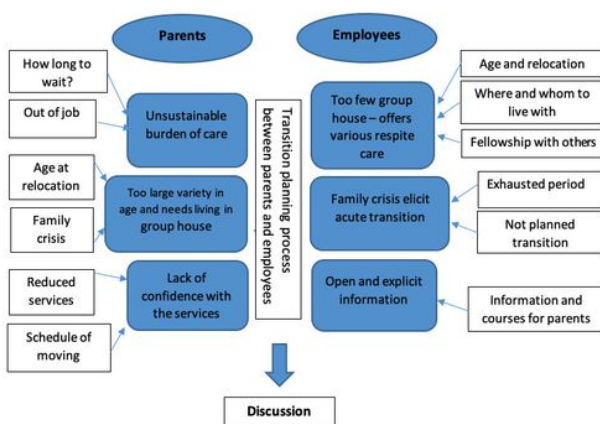 Parents
Employees
How long to
wait?
Out of job
Unsustainable
burden of care
Age at
relocation
Family
crisis
Too large variety in
age and needs living in
group house
Reduced
services
Schedule of
moving
Lack of
confidence with
the services
Transition planning process
between parents and employees
Too few group
house – offers
various respite
care
Age and relocation
Where and whom to
live with
Fellowship with others
Family crisis elicit
acute transition
Exhausted period
Not planned
transition
Open and explicit
information
Information and
courses for parents
Discussion